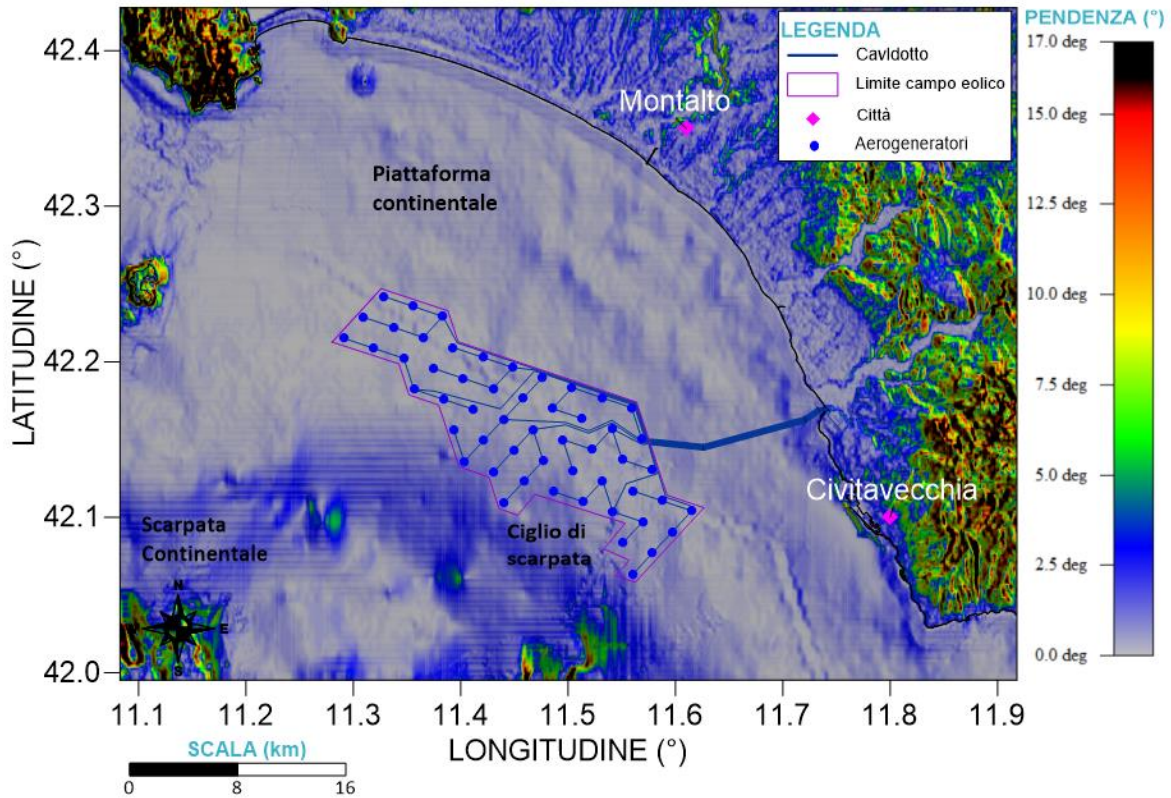 LEGENDA
Cavidotto
Limite campo eolico
Città
Aerogeneratori
PENDENZA (°)
17.0 deg
15.0 deg
12.5 deg
10.0 deg
7.5 deg
5.0 deg
2.5 deg
0.0 deg
LATITUDINE (°)
42.4
42.3
42.2
42.1
42.0
Montalto
Piattaforma
continentale
Civitavecchia
Scarpata
Continentale
Ciglio di
scarpata
N
E
S
11.1 11.2 11.3 11.4 11.5 11.6 11.7 11.8 11.9
LONGITUDINE (°)
SCALA (km)
0 8 16